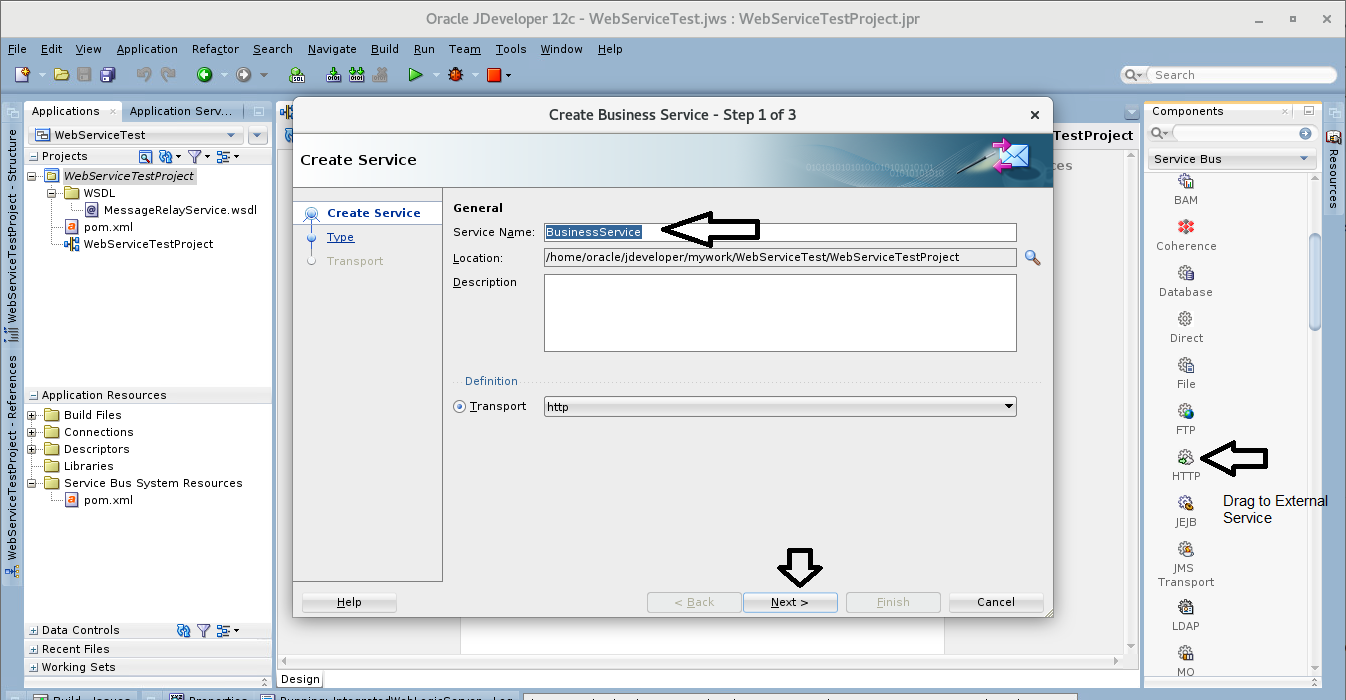 Oracle JDeveloper 12c - WebServiceTest.jws : WebServiceTestProject.jpr
File Edit View Application Refactor Search Navigate Build Run Team Tools Window Help
Search
Applications
Application Serv...
WebServiceTest
Projects
WebServiceTestProject
WSDL
MessageRelayService.wsdl
pom.xml
WebServiceTestProject
Application Resources
Build Files
Connections
Descriptors
Libraries
Service Bus System Resources
pom.xml
Data Controls
Recent Files
Working Sets
WebServiceTestProject - Structure
WebServiceTestProject - References
Create Business Service - Step 1 of 3
Create Service
Create Service
Type
Transport
General
Service Name: BusinessService
Location: /home/oracle/jdeveloper/mywork/WebServiceTest/WebServiceTestProject
Description
Definition
Transport http
Help
< Back
Next >
Finish
Cancel
TestProject
Design
Components
Service Bus
BAM
Coherence
Database
Direct
File
FTP
HTTP
Drag to External
Service
JEJB
JMS
Transport
LDAP
MQ
Resources